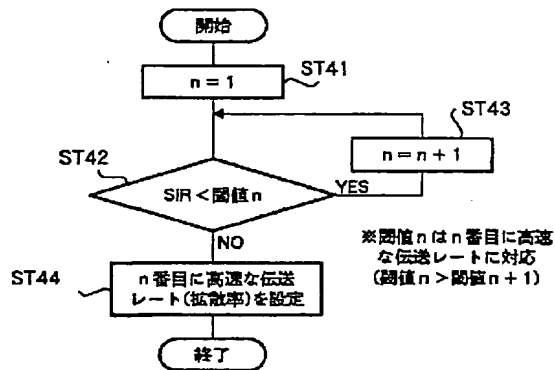 開始
ST41
n = 1
ST43
n = n + 1
ST42
SIR < 閾値 n
YES
NO
※閾値 n は n 番目に高速
な伝送レートに対応
(閾値 n > 閾値 n + 1)
ST44
n 番目に高速な伝送
レート(拡散率)を設定
終了